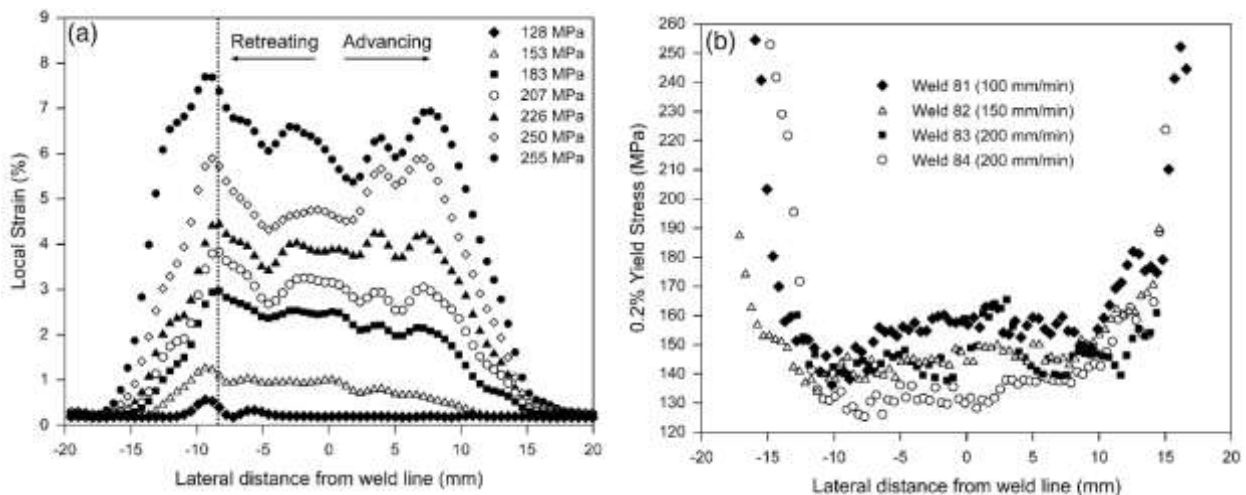 (a)
Retreating
Advancing
128 MPa
153 MPa
183 MPa
207 MPa
226 MPa
250 MPa
255 MPa
Local Strain (%)
9
8
7
6
5
4
3
2
1
0
-20
-15
-10
-5
0
5
10
15
20
Lateral distance from weld line (mm)
(b)
Weld 81 (100 mm/min)
Weld 82 (150 mm/min)
Weld 83 (200 mm/min)
Weld 84 (200 mm/min)
0.2% Yield Stress (MPa)
260
250
240
230
220
210
200
190
180
170
160
150
140
130
120
-20
-15
-10
-5
0
5
10
15
20
Lateral distance from weld line (mm)